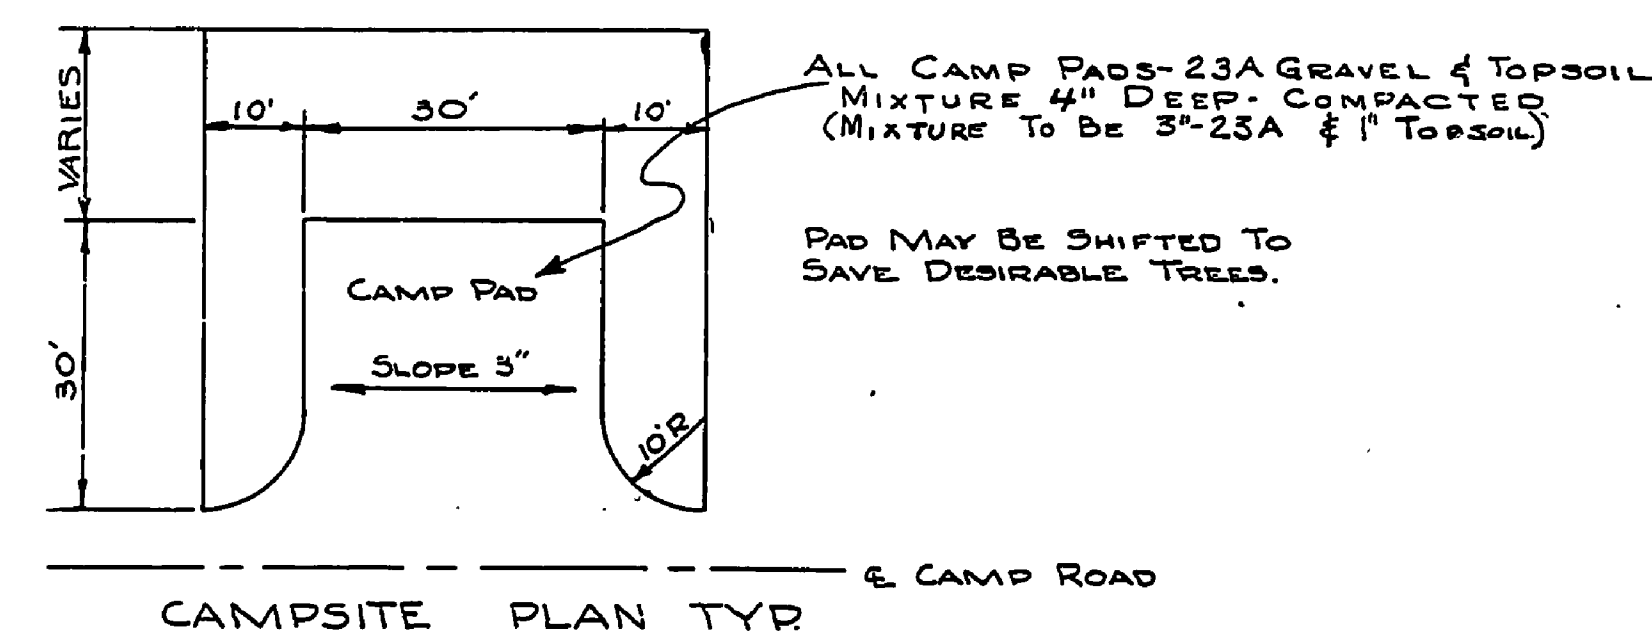 ALL CAMP PADS-23A GRAVEL & TOPSOIL
MIXTURE 4" DEEP- COMPACTED
(MIXTURE TO BE 3"-23A & 1" TOPSOIL)
VARIES
10' 30' 10'
PAD MAY BE SHIFTED TO
SAVE DESIRABLE TREES.
CAMP PAD
SLOPE 3"
30'
10'R
℄ CAMP ROAD
CAMPSITE PLAN TYP.